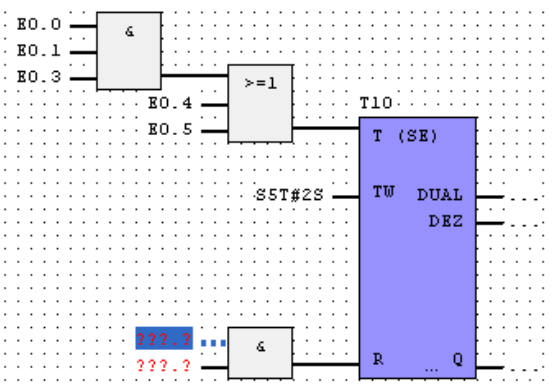 E0.0
&
E0.1
E0.3
>=1
E0.4
T10
E0.5
T (SE)
S5T#2S
TW DUAL ...
DEZ ...
???.?
&
???.?
R ... Q ...